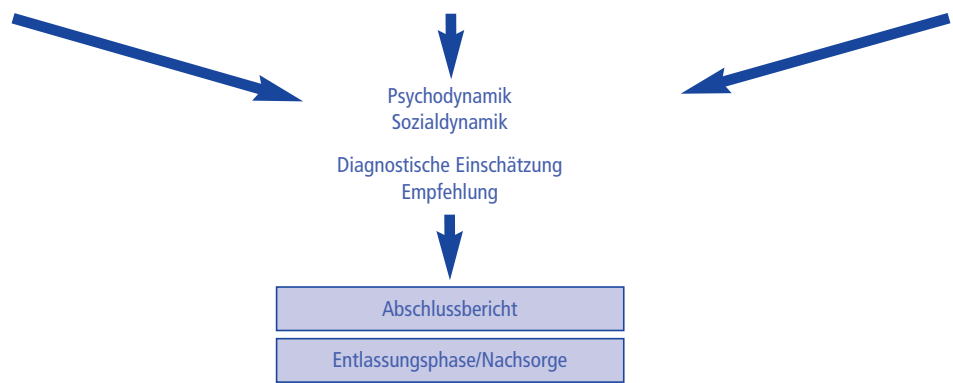 Psychodynamik
Sozialdynamik
Diagnostische Einschätzung
Empfehlung
Abschlussbericht
Entlassungsphase/Nachsorge